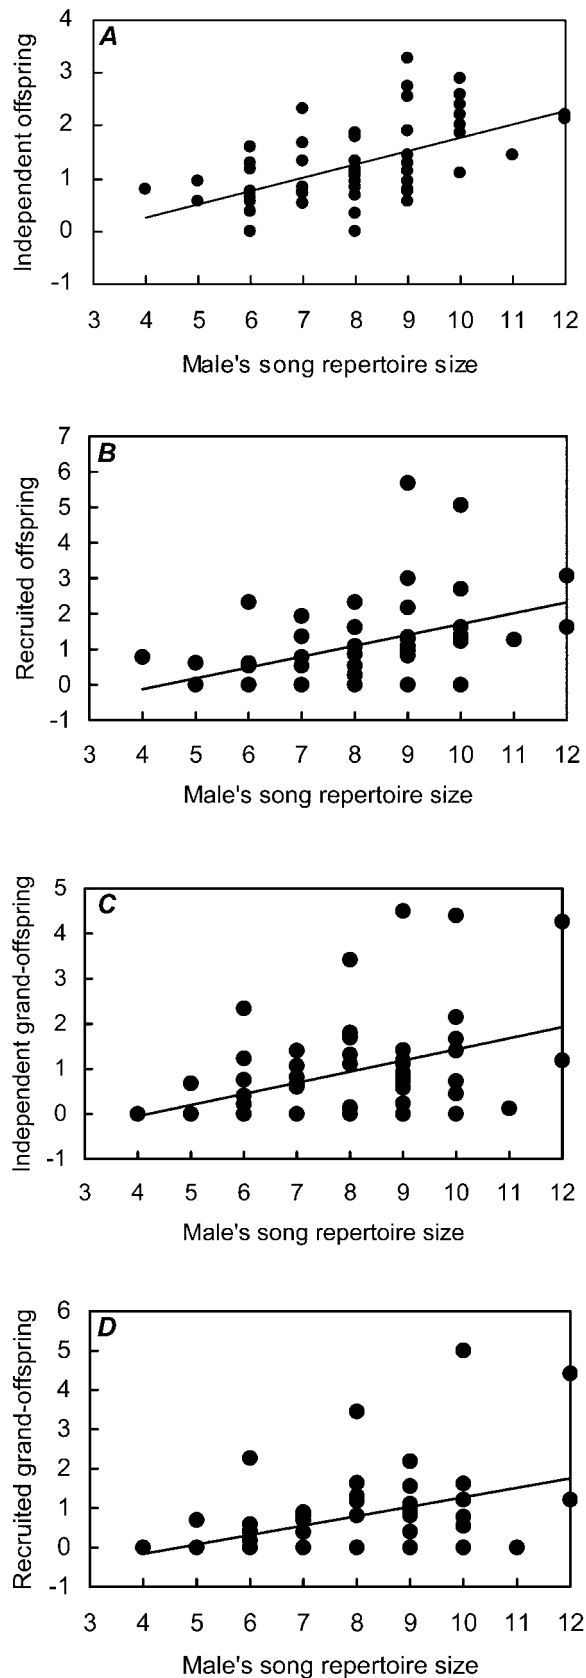 A
4
3
2
1
0
-1
Independent offspring
3 4 5 6 7 8 9 10 11 12
Male's song repertoire size
B
7
6
5
4
3
2
1
0
-1
Recruited offspring
3 4 5 6 7 8 9 10 11 12
Male's song repertoire size
C
5
4
3
2
1
0
-1
Independent grand-offspring
3 4 5 6 7 8 9 10 11 12
Male's song repertoire size
D
6
5
4
3
2
1
0
-1
Recruited grand-offspring
3 4 5 6 7 8 9 10 11 12
Male's song repertoire size